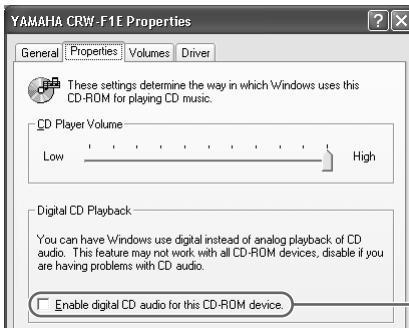 YAMAHA CRW-F1E Properties
General Properties Volumes Driver
These settings determine the way in which Windows uses this
CD-ROM for playing CD music.
CD Player Volume
Low High
Digital CD Playback
You can have Windows use digital instead of analog playback of CD
audio. This feature may not work with all CD-ROM devices, disable if you
are having problems with CD audio.
Enable digital CD audio for this CD-ROM device.